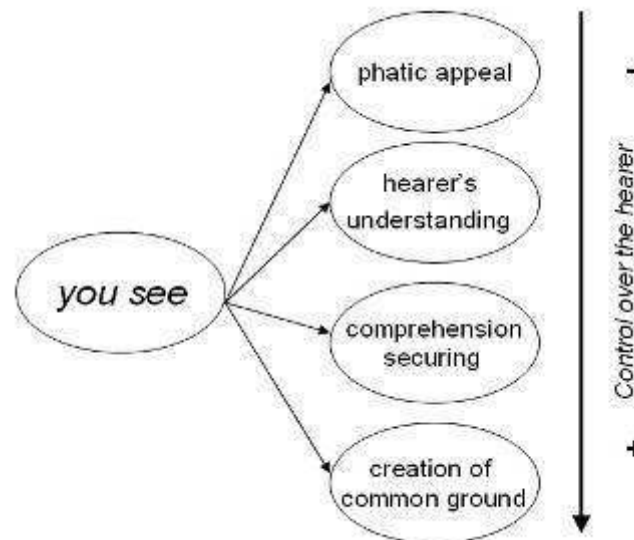 phatic appeal
hearer's
understanding
you see
comprehension
securing
creation of
common ground
Control over the hearer
+